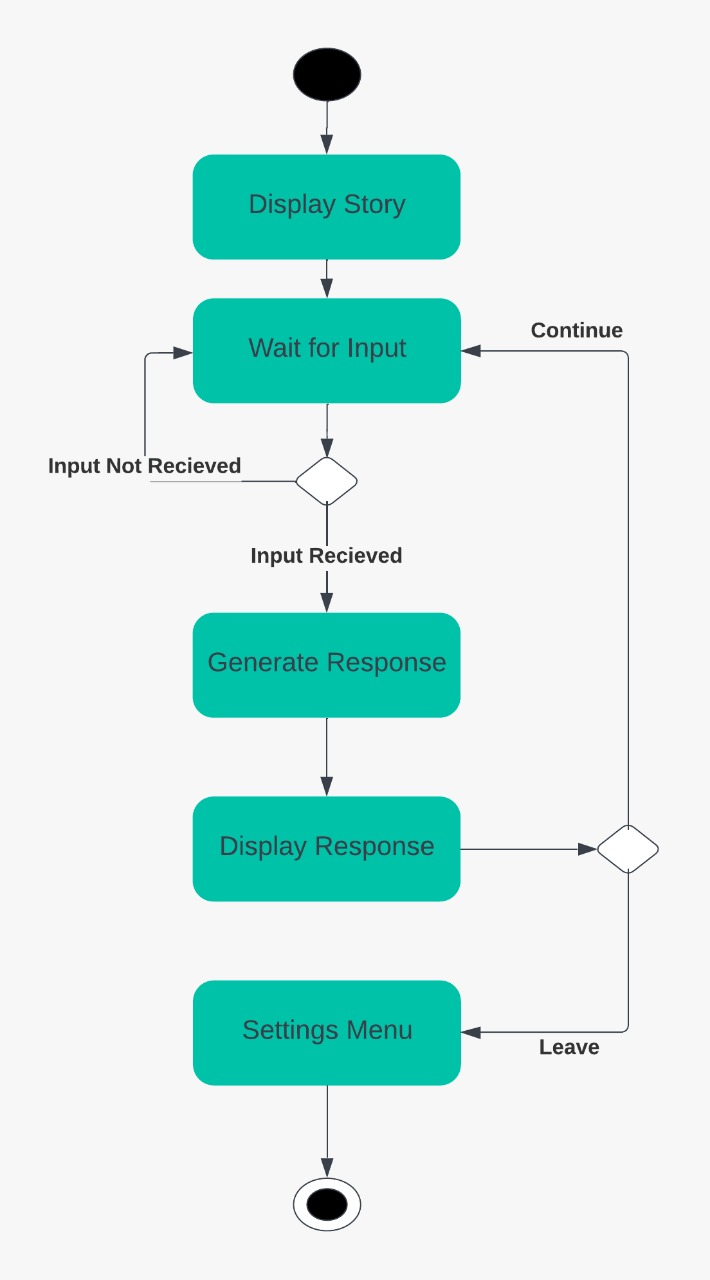 Display Story
Continue
Wait for Input
Input Not Recieved
Input Recieved
Generate Response
Display Response
Settings Menu
Leave